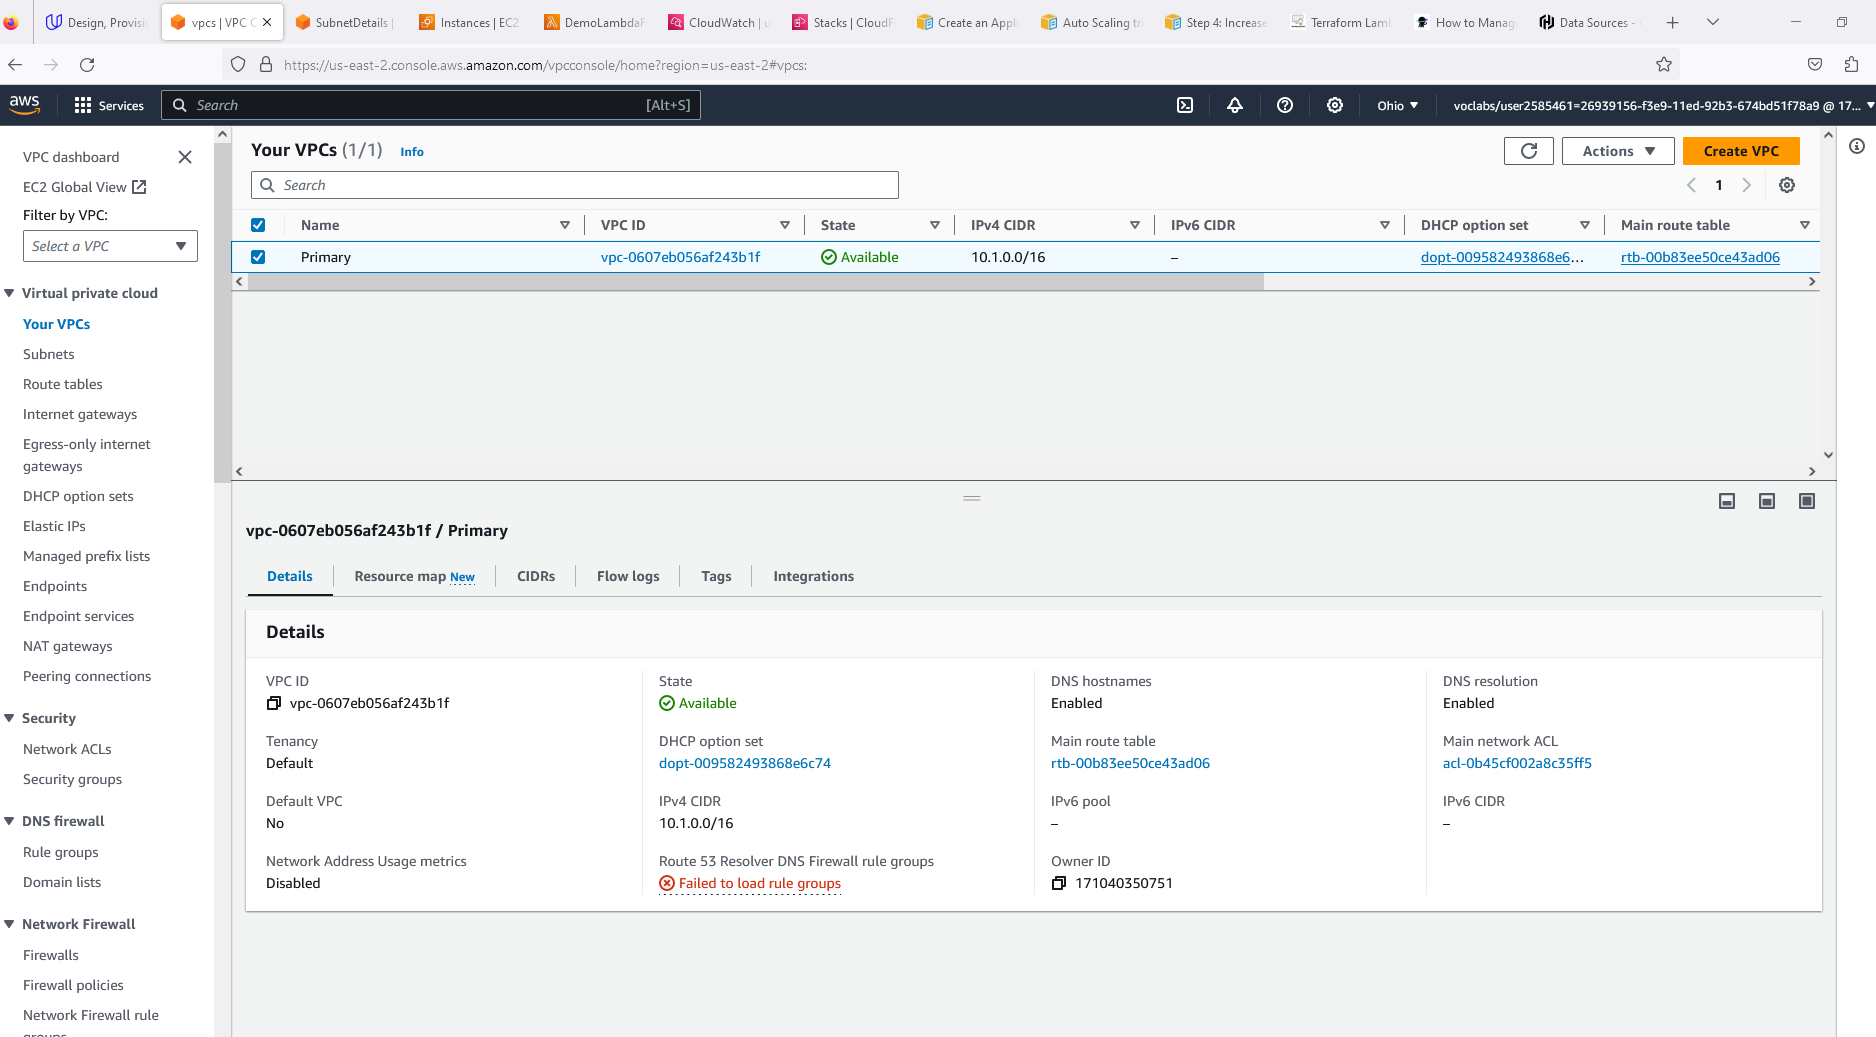 Design, Provisi
vpcs | VPC C
SubnetDetails |
Instances | EC2
DemoLambdaF
CloudWatch | u
Stacks | CloudF
Create an Appli
Auto Scaling tr
Step 4: Increase
Terraform Lamb
How to Manag
Data Sources -
https://us-east-2.console.aws.amazon.com/vpcconsole/home?region=us-east-2#vpcs:
aws
Services
Search
[Alt+S]
Ohio
voclabs/user2585461=26939156-f3e9-11ed-92b3-674bd51f78a9 @ 17...
VPC dashboard
EC2 Global View
Filter by VPC:
Select a VPC
Virtual private cloud
Your VPCs
Subnets
Route tables
Internet gateways
Egress-only internet
gateways
DHCP option sets
Elastic IPs
Managed prefix lists
Endpoints
Endpoint services
NAT gateways
Peering connections
Security
Network ACLs
Security groups
DNS firewall
Rule groups
Domain lists
Network Firewall
Firewalls
Firewall policies
Network Firewall rule
groups
Your VPCs (1/1) Info
Actions
Create VPC
Search
1
Name VPC ID State IPv4 CIDR IPv6 CIDR DHCP option set Main route table
Primary vpc-0607eb056af243b1f Available 10.1.0.0/16 – dopt-009582493868e6... rtb-00b83ee50ce43ad06
vpc-0607eb056af243b1f / Primary
Details Resource map New CIDRs Flow logs Tags Integrations
Details
VPC ID
vpc-0607eb056af243b1f
State
Available
DNS hostnames
Enabled
DNS resolution
Enabled
Tenancy
Default
DHCP option set
dopt-009582493868e6c74
Main route table
rtb-00b83ee50ce43ad06
Main network ACL
acl-0b45cf002a8c35ff5
Default VPC
No
IPv4 CIDR
10.1.0.0/16
IPv6 pool
–
IPv6 CIDR
–
Network Address Usage metrics
Disabled
Route 53 Resolver DNS Firewall rule groups
Failed to load rule groups
Owner ID
171040350751